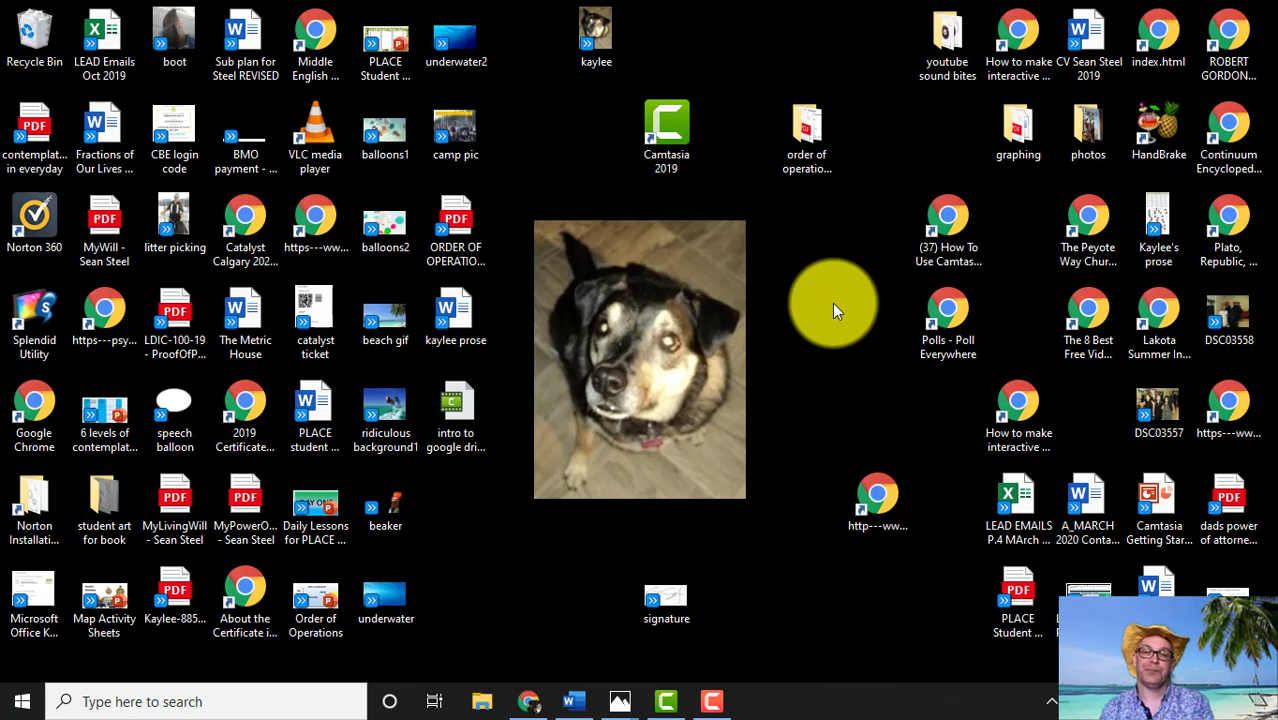 Recycle Bin
LEAD Emails
Oct 2019
boot
Sub plan for
Steel REVISED
Middle
English ...
PLACE
Student ...
underwater2
kaylee
youtube
sound bites
How to make
interactive ...
CV Sean Steel
2019
index.html
ROBERT
GORDON...
contemplat...
in everyday
Fractions of
Our Lives ...
CBE login
code
BMO
payment - ...
VLC media
player
balloons1
camp pic
Camtasia
2019
order of
operatio...
graphing
photos
HandBrake
Continuum
Encycloped...
Norton 360
MyWill -
Sean Steel
litter picking
Catalyst
Calgary 202...
https---ww...
balloons2
ORDER OF
OPERATIO...
(37) How To
Use Camtas...
The Peyote
Way Chur...
Kaylee's
prose
Plato,
Republic, ...
Splendid
Utility
https---psy...
LDIC-100-19
- ProofOfP...
The Metric
House
catalyst
ticket
beach gif
kaylee prose
Polls - Poll
Everywhere
The 8 Best
Free Vid...
Lakota
Summer In...
DSC03558
Google
Chrome
6 levels of
contemplat...
speech
balloon
2019
Certificate...
PLACE
student ...
ridiculous
background1
intro to
google dri...
How to make
interactive ...
DSC03557
https---ww...
Norton
Installati...
student art
for book
MyLivingWill
- Sean Steel
MyPowerO...
- Sean Steel
Daily Lessons
for PLACE ...
beaker
http---ww...
LEAD EMAILS
P.4 MArch ...
A_MARCH
2020 Conta...
Camtasia
Getting Star...
dads power
of attorne...
Microsoft
Office K...
Map Activity
Sheets
Kaylee-885...
About the
Certificate i...
Order of
Operations
underwater
signature
PLACE
Student ...
Type here to search